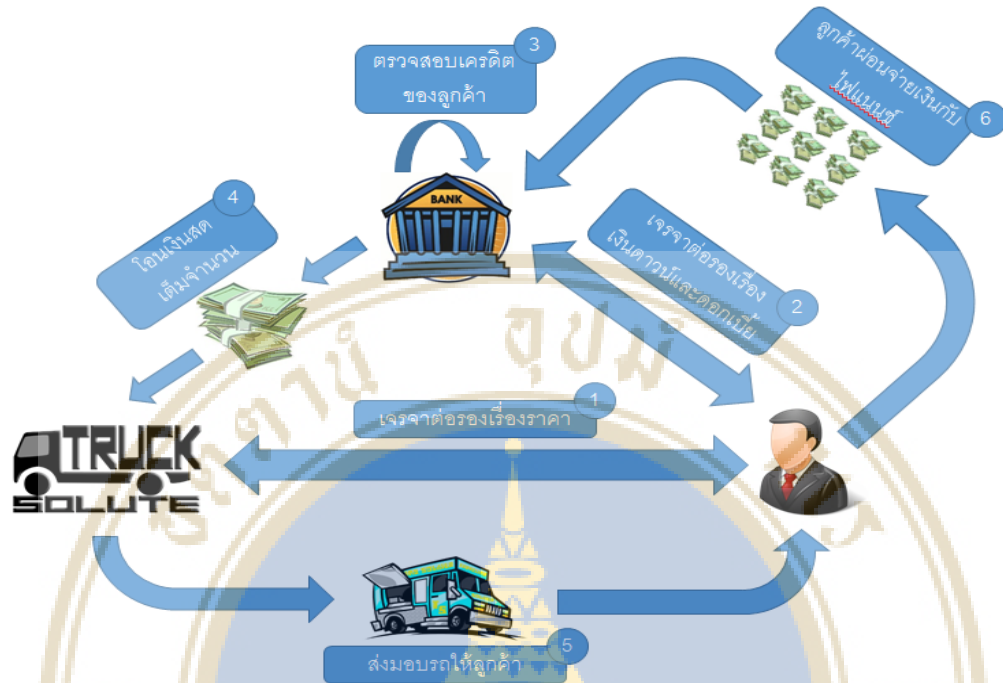 3
ตรวจสอบเครดิต
ของลูกค้า
ลูกค้าผ่อนจ่ายเงินกับ
ไฟแนนซ์
6
BANK
4
โอนเงินสด
เต็มจำนวน
เจรจาต่อรองเรื่อง
เงินดาวน์และดอกเบี้ย
2
1
เจรจาต่อรองเรื่องราคา
TRUCK
SOLUTE
5
ส่งมอบรถให้ลูกค้า